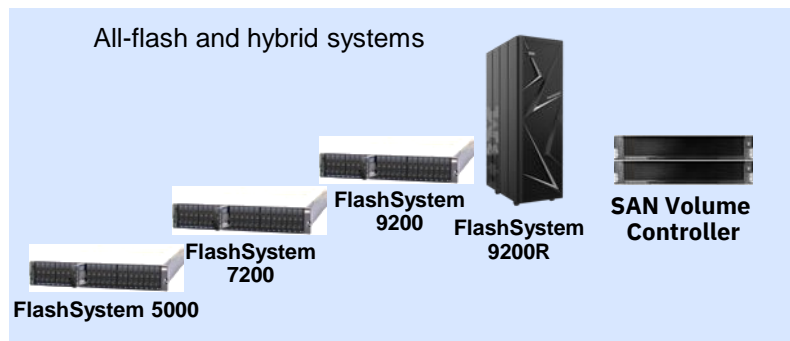 All-flash and hybrid systems
FlashSystem
9200
FlashSystem
9200R
SAN Volume
Controller
FlashSystem
7200
FlashSystem 5000